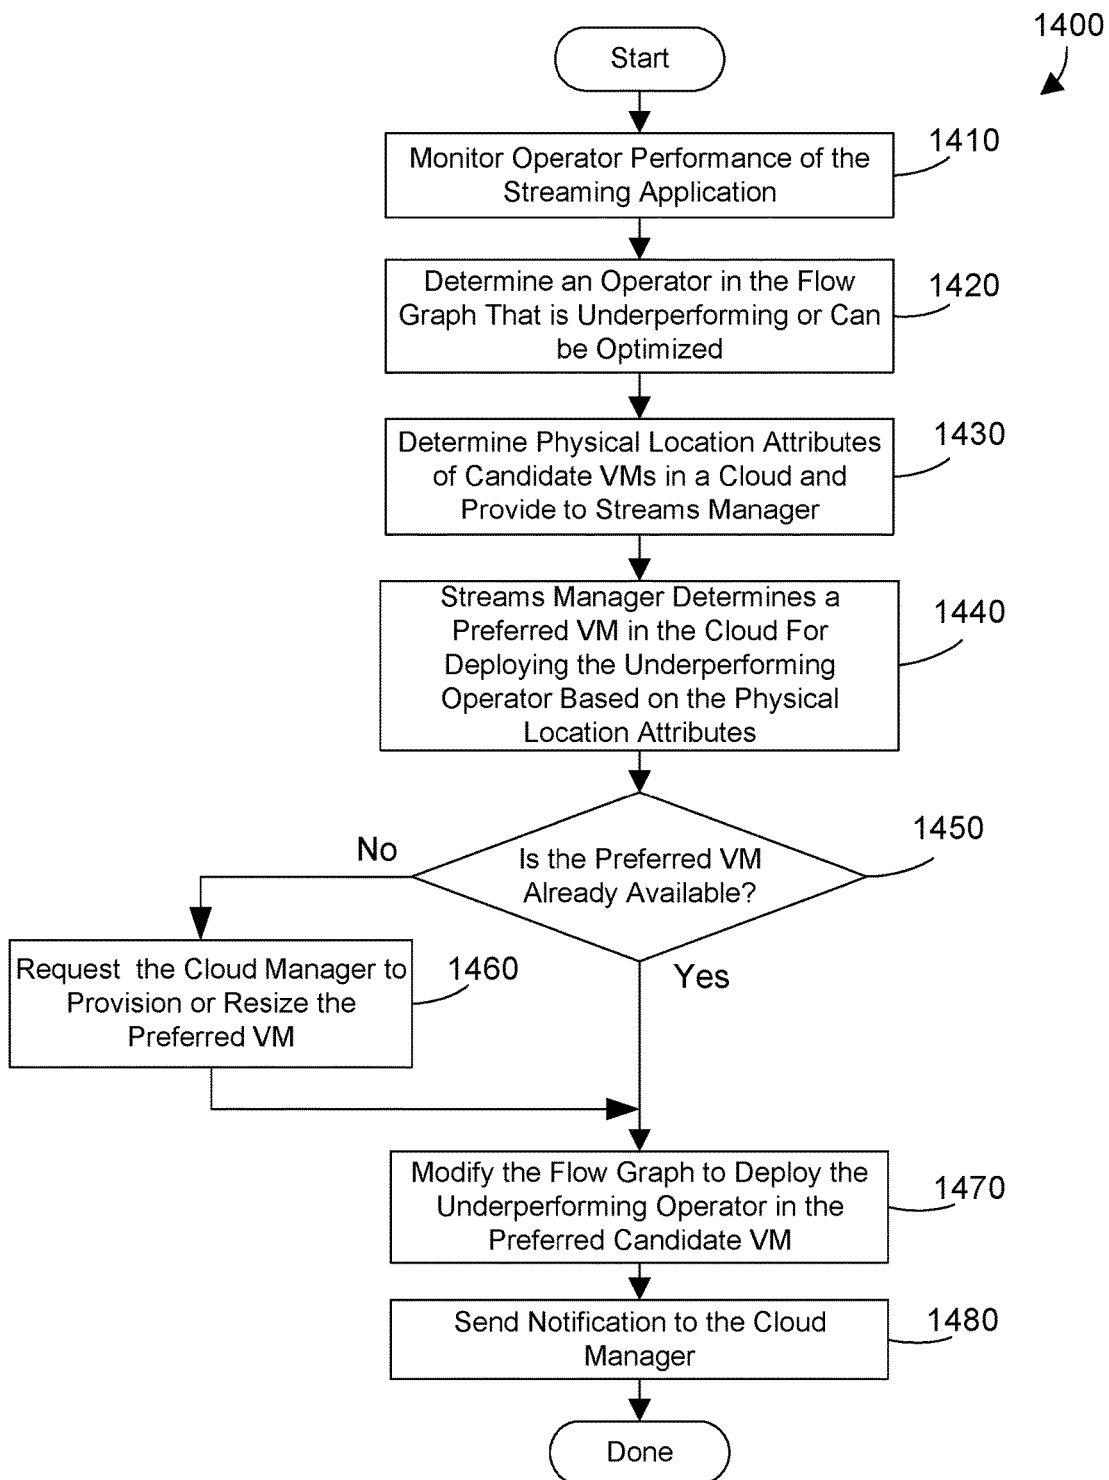 1400
Start
1410
Monitor Operator Performance of the
Streaming Application
1420
Determine an Operator in the Flow
Graph That is Underperforming or Can
be Optimized
1430
Determine Physical Location Attributes
of Candidate VMs in a Cloud and
Provide to Streams Manager
1440
Streams Manager Determines a
Preferred VM in the Cloud For
Deploying the Underperforming
Operator Based on the Physical
Location Attributes
1450
Is the Preferred VM
Already Available?
No
Yes
1460
Request the Cloud Manager to
Provision or Resize the
Preferred VM
1470
Modify the Flow Graph to Deploy the
Underperforming Operator in the
Preferred Candidate VM
1480
Send Notification to the Cloud
Manager
Done